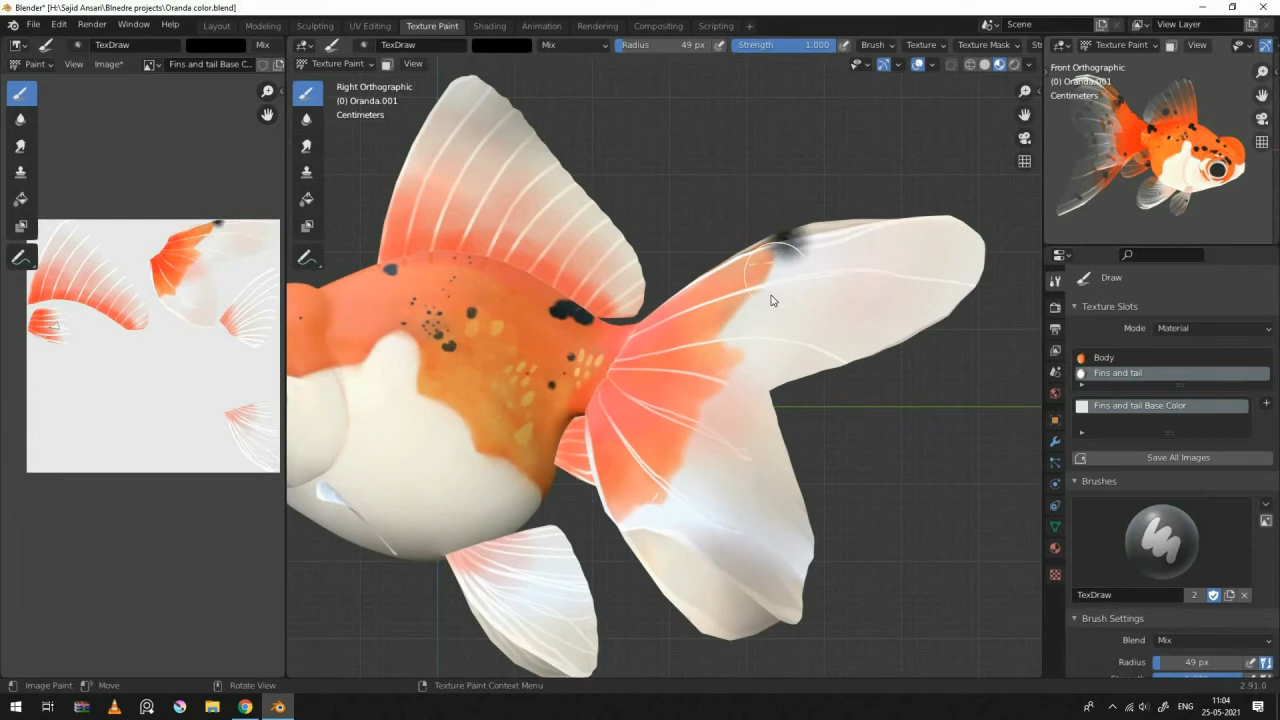 Blender* [H:\Sajid Ansari\BInedre projects\Oranda color.blend]
File Edit Render Window Help Layout Modeling Sculpting UV Editing Texture Paint Shading Animation Rendering Compositing Scripting Scene View Layer
TexDraw Mix TexDraw Mix Radius 49 px Strength 1.000 Brush Texture Texture Mask Texture Paint View
Paint View Image* Fins and tail Base C... Texture Paint View
Front Orthographic
(0) Oranda.001
Centimeters
Right Orthographic
(0) Oranda.001
Centimeters
Draw
Texture Slots
Mode Material
Body
Fins and tail
Fins and tail Base Color
Save All Images
Brushes
TexDraw 2
Brush Settings
Blend Mix
Radius 49 px
Image Paint Move Rotate View Texture Paint Context Menu 2.91.0
ENG 11:04
25-05-2021